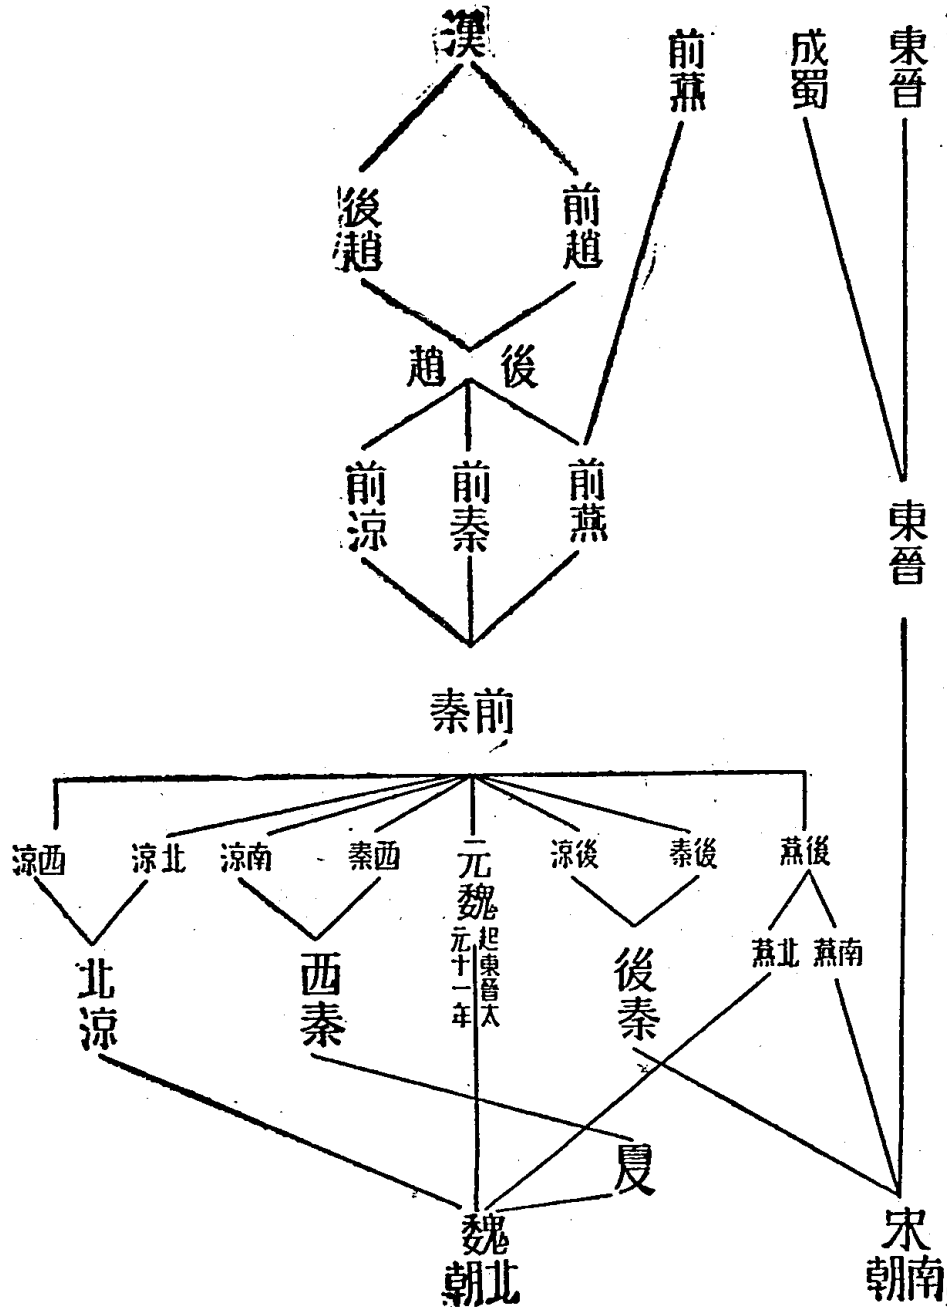 東晉
成蜀
前燕
漢
前趙
後趙
後趙
前燕
前秦
前涼
東晉
前秦
後燕
後秦
後涼
元魏
起東晉太
元十一年
西秦
南涼
北涼
西涼
南燕
北燕
後秦
西秦
北涼
夏
宋
南朝
魏
北朝